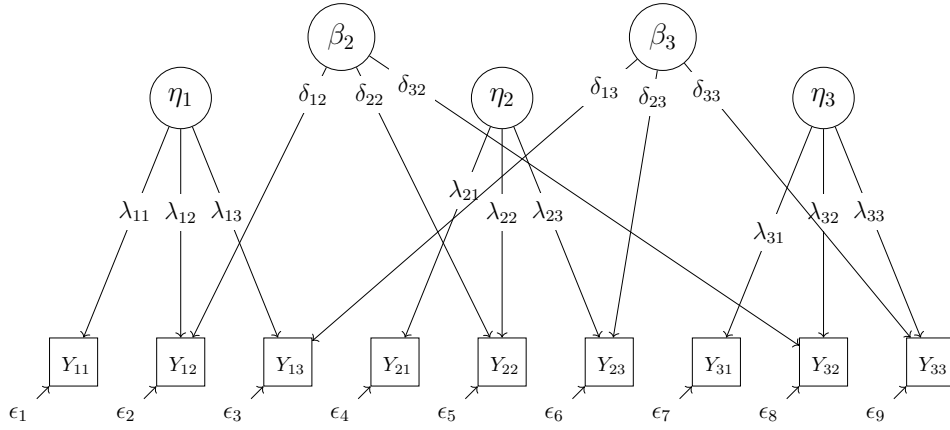 β₂ β₃
η₁ η₂ η₃
δ₁₂ δ₂₂ δ₃₂ δ₁₃ δ₂₃ δ₃₃
λ₁₁ λ₁₂ λ₁₃ λ₂₁ λ₂₂ λ₂₃ λ₃₁ λ₃₂ λ₃₃
Y₁₁ Y₁₂ Y₁₃ Y₂₁ Y₂₂ Y₂₃ Y₃₁ Y₃₂ Y₃₃
ϵ₁ ϵ₂ ϵ₃ ϵ₄ ϵ₅ ϵ₆ ϵ₇ ϵ₈ ϵ₉